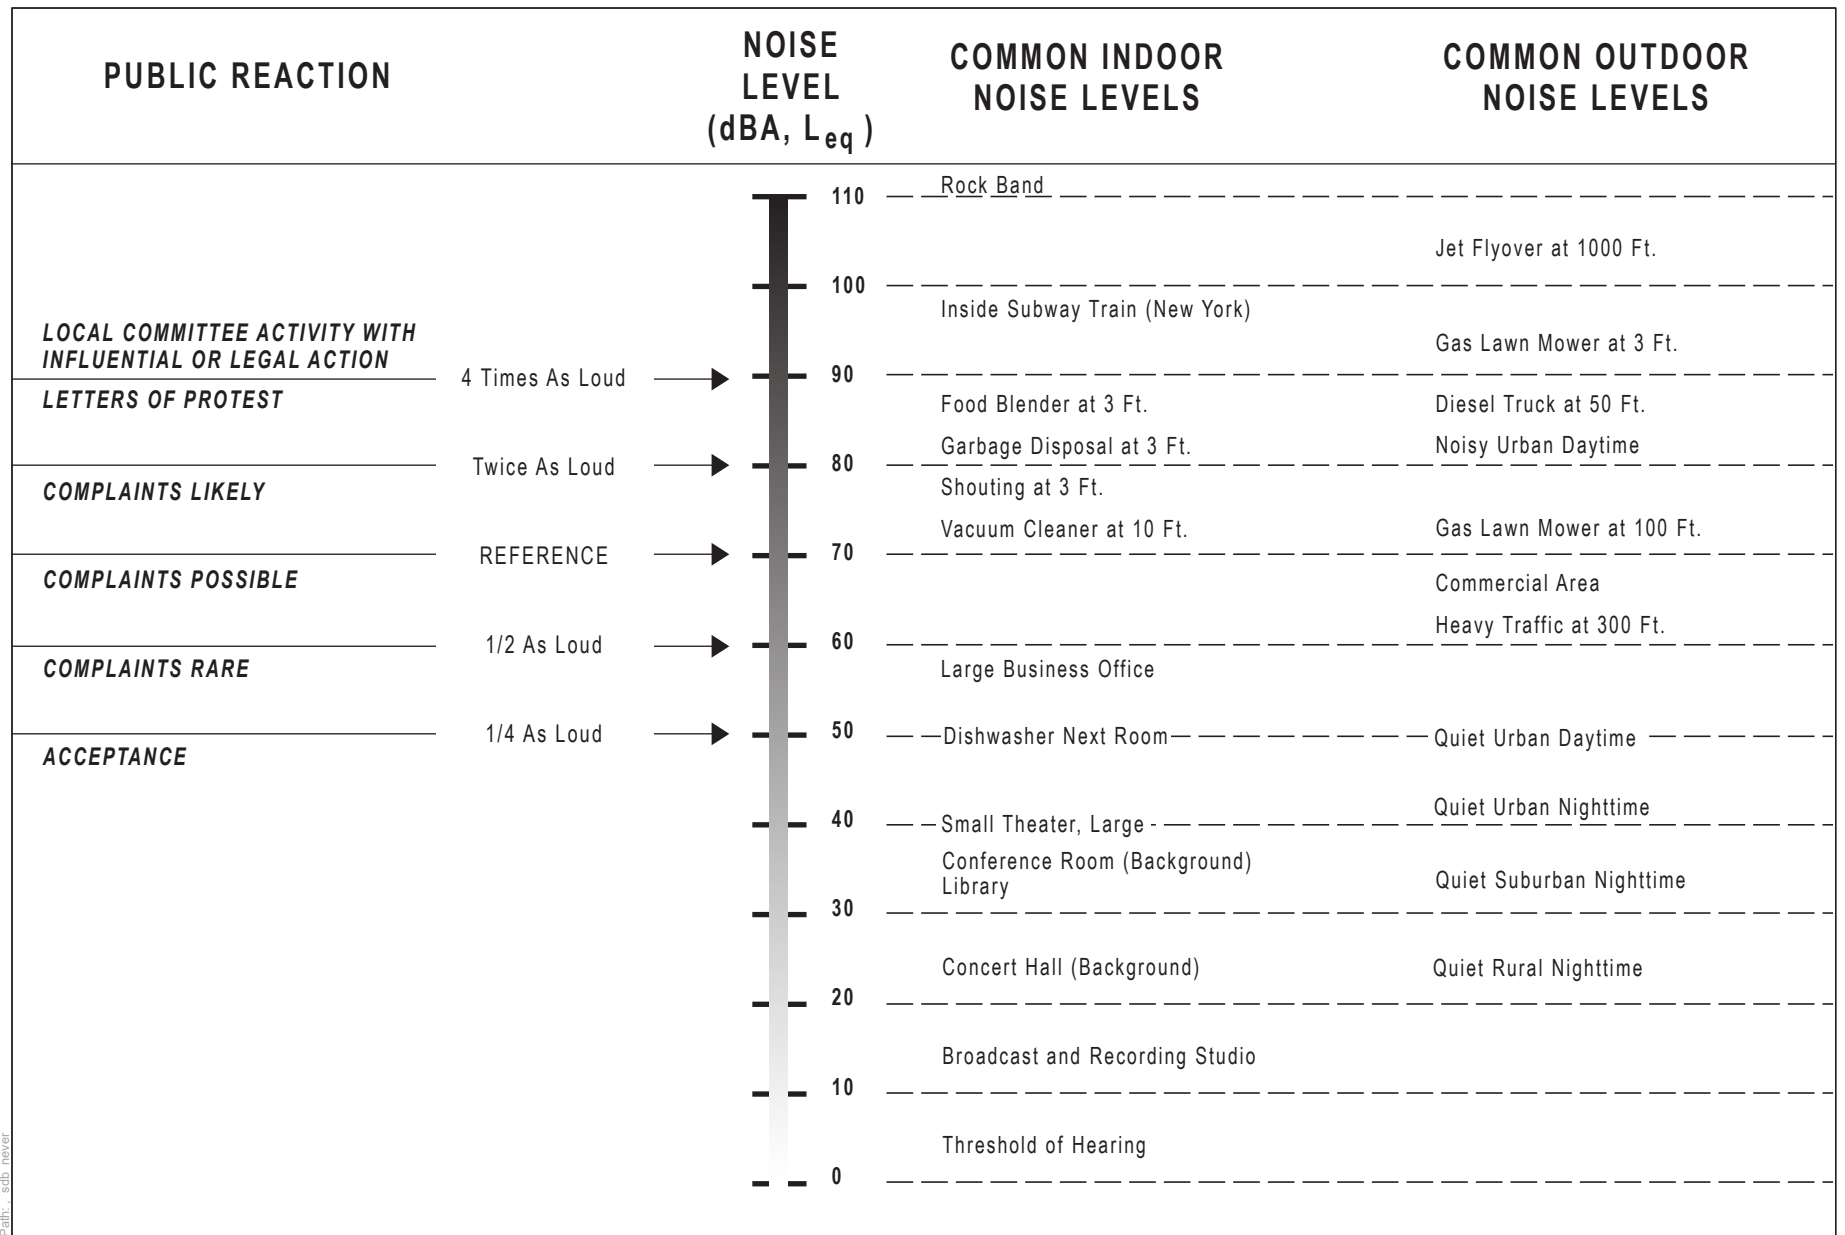 PUBLIC REACTION
NOISE
LEVEL
(dBA, Leq )
COMMON INDOOR
NOISE LEVELS
COMMON OUTDOOR
NOISE LEVELS
110
Rock Band
Jet Flyover at 1000 Ft.
100
Inside Subway Train (New York)
LOCAL COMMITTEE ACTIVITY WITH
INFLUENTIAL OR LEGAL ACTION
Gas Lawn Mower at 3 Ft.
4 Times As Loud
90
LETTERS OF PROTEST
Food Blender at 3 Ft.
Diesel Truck at 50 Ft.
Garbage Disposal at 3 Ft.
Noisy Urban Daytime
Twice As Loud
80
COMPLAINTS LIKELY
Shouting at 3 Ft.
Vacuum Cleaner at 10 Ft.
Gas Lawn Mower at 100 Ft.
REFERENCE
70
COMPLAINTS POSSIBLE
Commercial Area
Heavy Traffic at 300 Ft.
1/2 As Loud
60
COMPLAINTS RARE
Large Business Office
1/4 As Loud
50
Dishwasher Next Room
Quiet Urban Daytime
ACCEPTANCE
Quiet Urban Nighttime
40
Small Theater, Large
Conference Room (Background)
Library
Quiet Suburban Nighttime
30
Concert Hall (Background)
Quiet Rural Nighttime
20
Broadcast and Recording Studio
10
Threshold of Hearing
0
Path: , sdb never